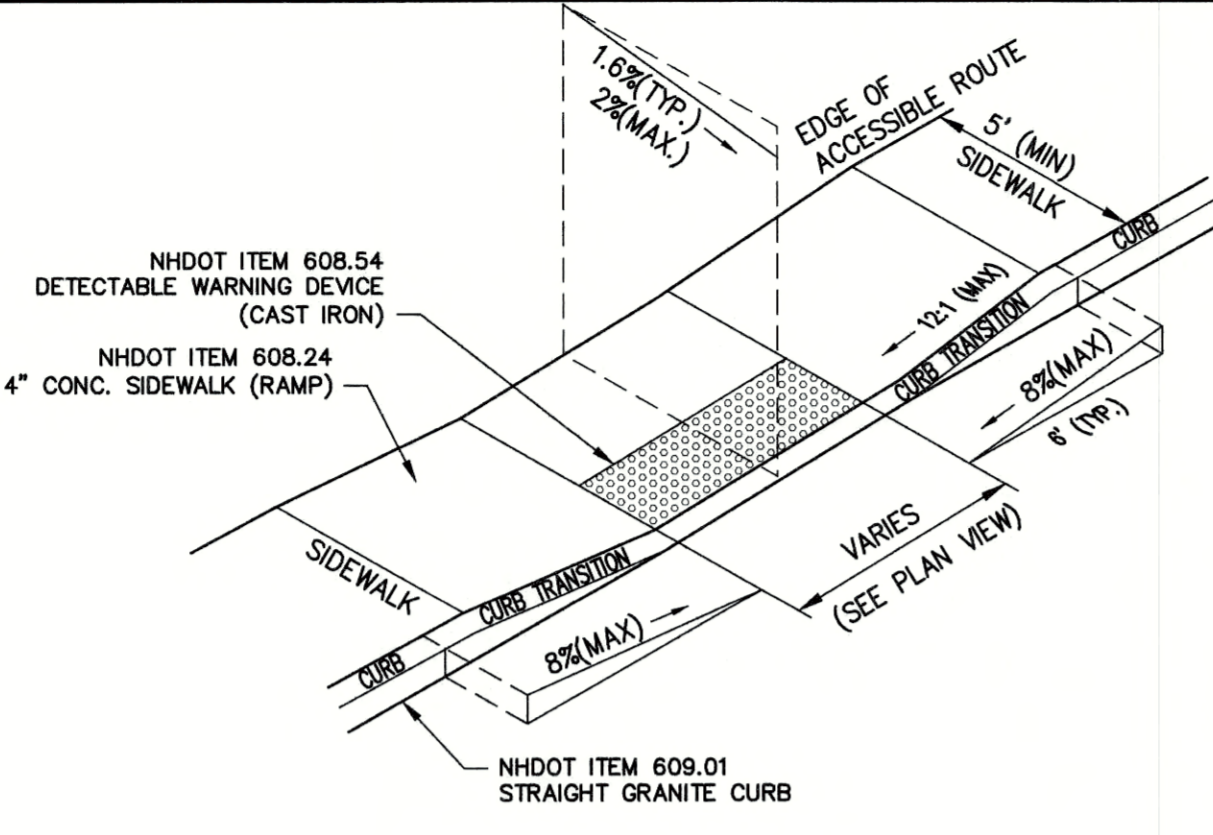 1.6%(TYP.)
2%(MAX.)
EDGE OF
ACCESSIBLE ROUTE
5' (MIN)
SIDEWALK
CURB
NHDOT ITEM 608.54
DETECTABLE WARNING DEVICE
(CAST IRON)
NHDOT ITEM 608.24
4" CONC. SIDEWALK (RAMP)
12:1 (MAX)
CURB TRANSITION
8%(MAX)
6' (TYP.)
VARIES
(SEE PLAN VIEW)
SIDEWALK
CURB TRANSITION
8%(MAX)
CURB
NHDOT ITEM 609.01
STRAIGHT GRANITE CURB